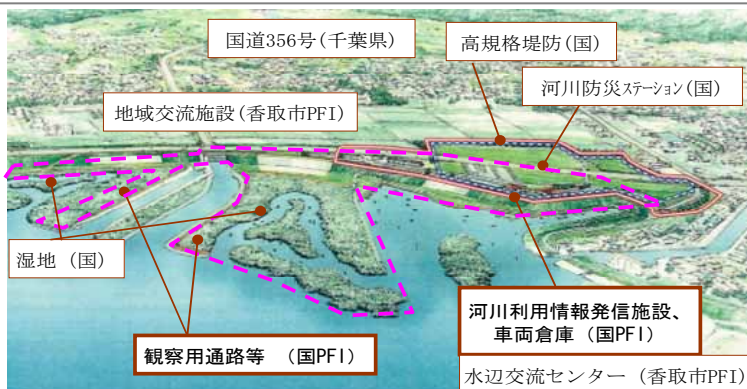 国道356号(千葉県)
高規格堤防(国)
河川防災ステーション(国)
地域交流施設(香取市PFI)
湿地 (国)
観察用通路等 (国PFI)
河川利用情報発信施設、
車両倉庫 (国PFI)
水辺交流センター (香取市PFI)